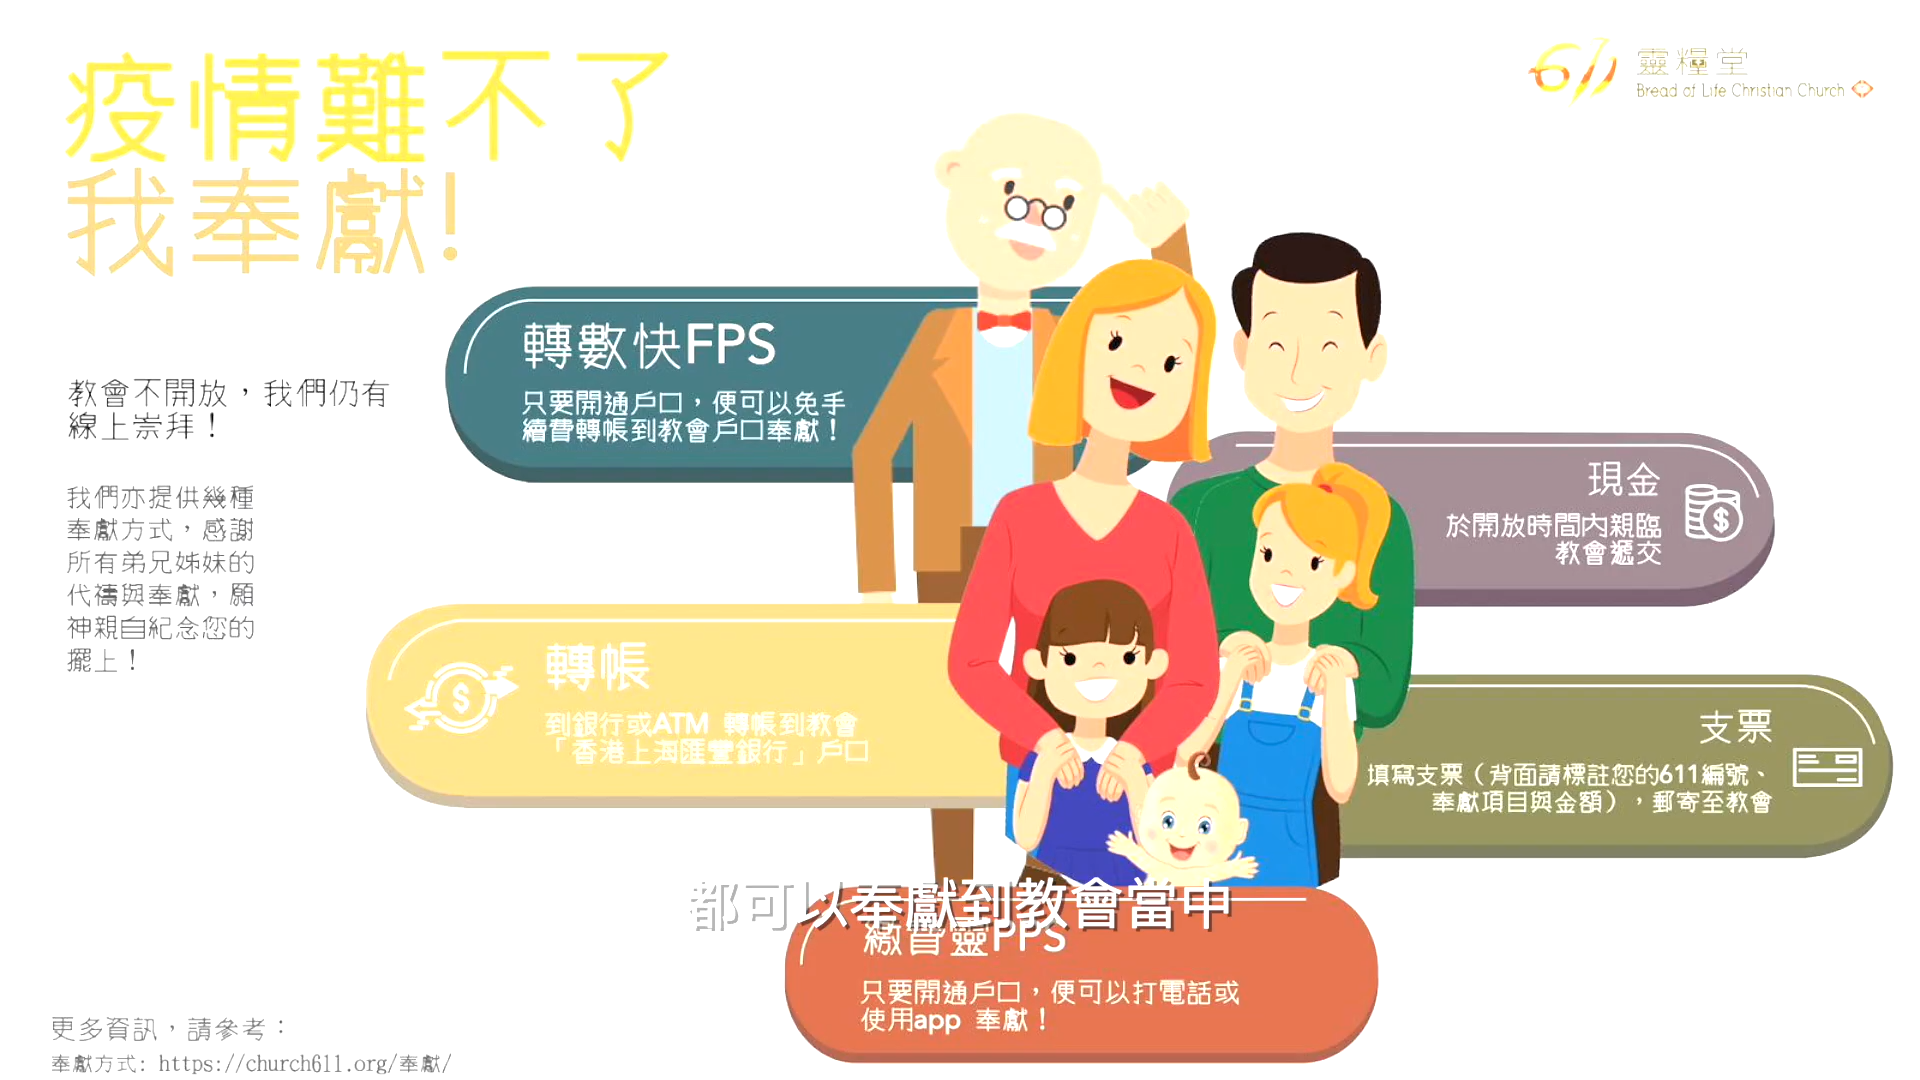 疫情難不了
我奉獻!
611 靈糧堂
Bread of Life Christian Church
教會不開放，我們仍有
線上崇拜！
我們亦提供幾種
奉獻方式，感謝
所有弟兄姊妹的
代禱與奉獻，願
神親自紀念您的
擺上！
轉數快FPS
只要開通戶口，便可以免手
續費轉帳到教會戶口奉獻！
現金
於開放時間內親臨
教會遞交
轉帳
到銀行或ATM 轉帳到教會
「香港上海匯豐銀行」戶口
支票
填寫支票（背面請標註您的611編號、
奉獻項目與金額），郵寄至教會
都可以奉獻到教會當中
繳費靈PPS
只要開通戶口，便可以打電話或
使用app 奉獻！
更多資訊，請參考：
奉獻方式: https://church611.org/奉獻/